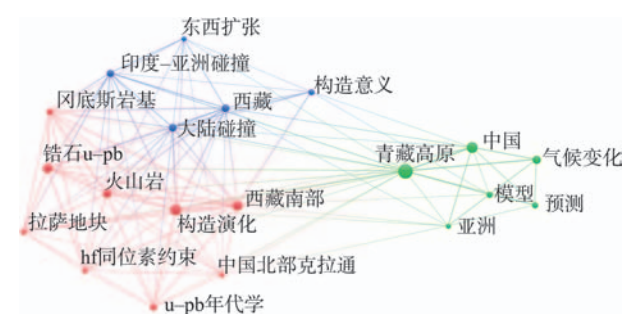 东西扩张
印度–亚洲碰撞
构造意义
冈底斯岩基
西藏
大陆碰撞
中国
锆石u–pb
青藏高原
气候变化
火山岩
西藏南部
模型
预测
拉萨地块
构造演化
亚洲
hf同位素约束
中国北部克拉通
u–pb年代学